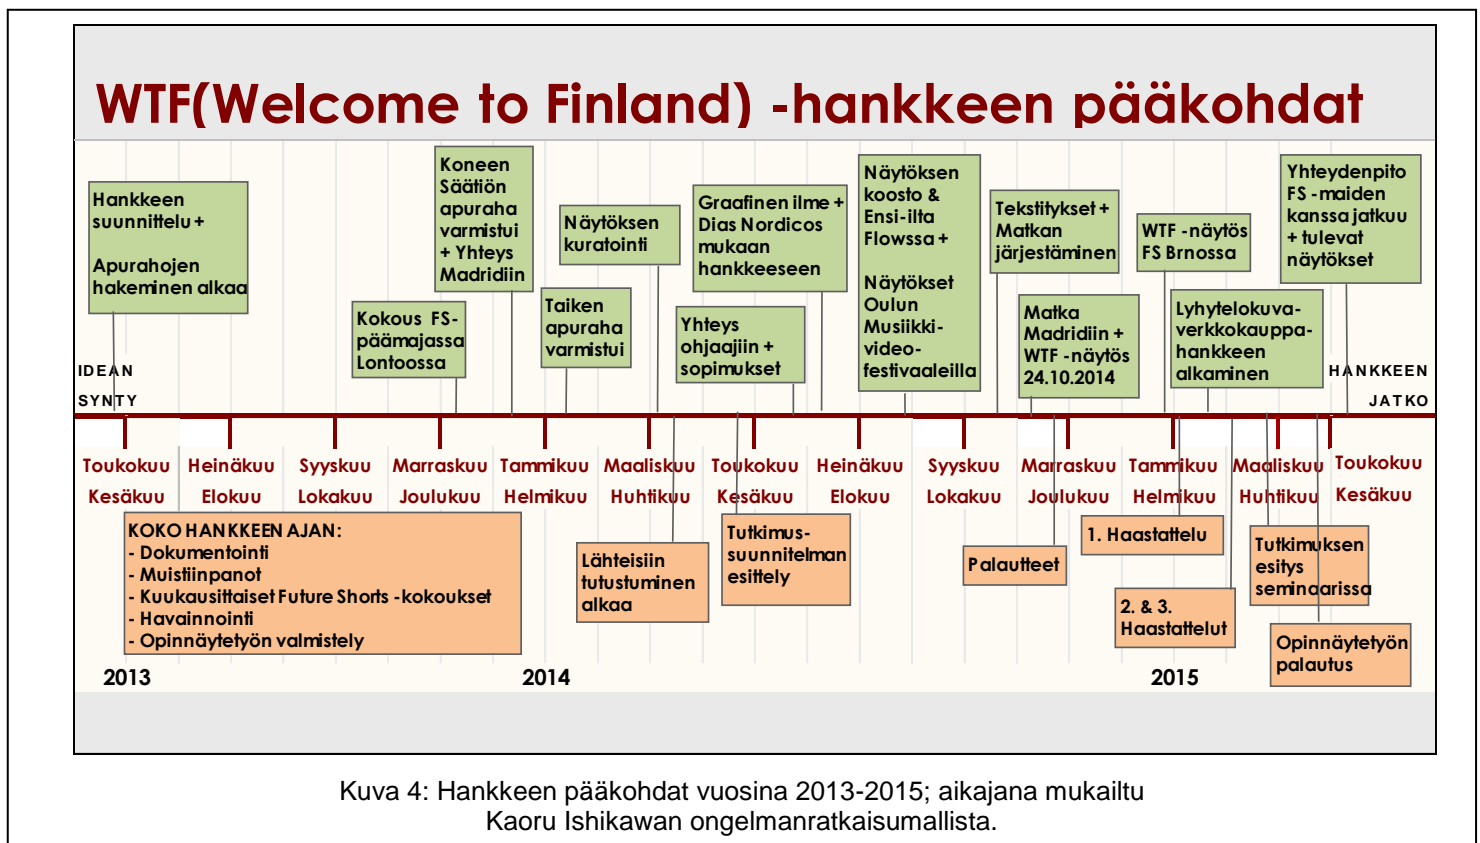 WTF(Welcome to Finland) -hankkeen pääkohdat
Hankkeen
suunnittelu +
Apurahojen
hakeminen alkaa
Kokous FS-
päämajassa
Lontoossa
Koneen
Säätiön
apuraha
varmistui
+ Yhteys
Madridiin
Taiken
apuraha
varmistui
Näytöksen
kuratointi
Yhteys
ohjaajiin +
sopimukset
Graafinen ilme +
Dias Nordicos
mukaan
hankkeeseen
Näytöksen
koosto &
Ensi-ilta
Flowssa +
Näytökset
Oulun
Musiikki-
video-
festivaaleilla
Tekstitykset +
Matkan
järjestäminen
Matka
Madridiin +
WTF -näytös
24.10.2014
WTF -näytös
FS Brnossa
Lyhytelokuva-
verkkokauppa-
hankkeen
alkaminen
Yhteydenpito
FS -maiden
kanssa jatkuu
+ tulevat
näytökset
IDEAN
SYNTY
HANKKEEN
JATKO
Toukokuu Heinäkuu Syyskuu Marraskuu Tammikuu Maaliskuu Toukokuu Heinäkuu Syyskuu Marraskuu Tammikuu Maaliskuu Toukokuu
Kesäkuu Elokuu Lokakuu Joulukuu Helmikuu Huhtikuu Kesäkuu Elokuu Lokakuu Joulukuu Helmikuu Huhtikuu Kesäkuu
KOKO HANKKEEN AJAN:
- Dokumentointi
- Muistiinpanot
- Kuukausittaiset Future Shorts -kokoukset
- Havainnointi
- Opinnäytetyön valmistely
Lähteisiin
tutustuminen
alkaa
Tutkimus-
suunnitelman
esittely
Palautteet
1. Haastattelu
2. & 3.
Haastattelut
Tutkimuksen
esitys
seminaarissa
Opinnäytetyön
palautus
2013 2014 2015
Kuva 4: Hankkeen pääkohdat vuosina 2013-2015; aikajana mukailtu
Kaoru Ishikawan ongelmanratkaisumallista.